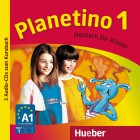 Planetino 1
Deutsch für Kinder
3 Audio-CDs zum Kursbuch
A1
Hueber